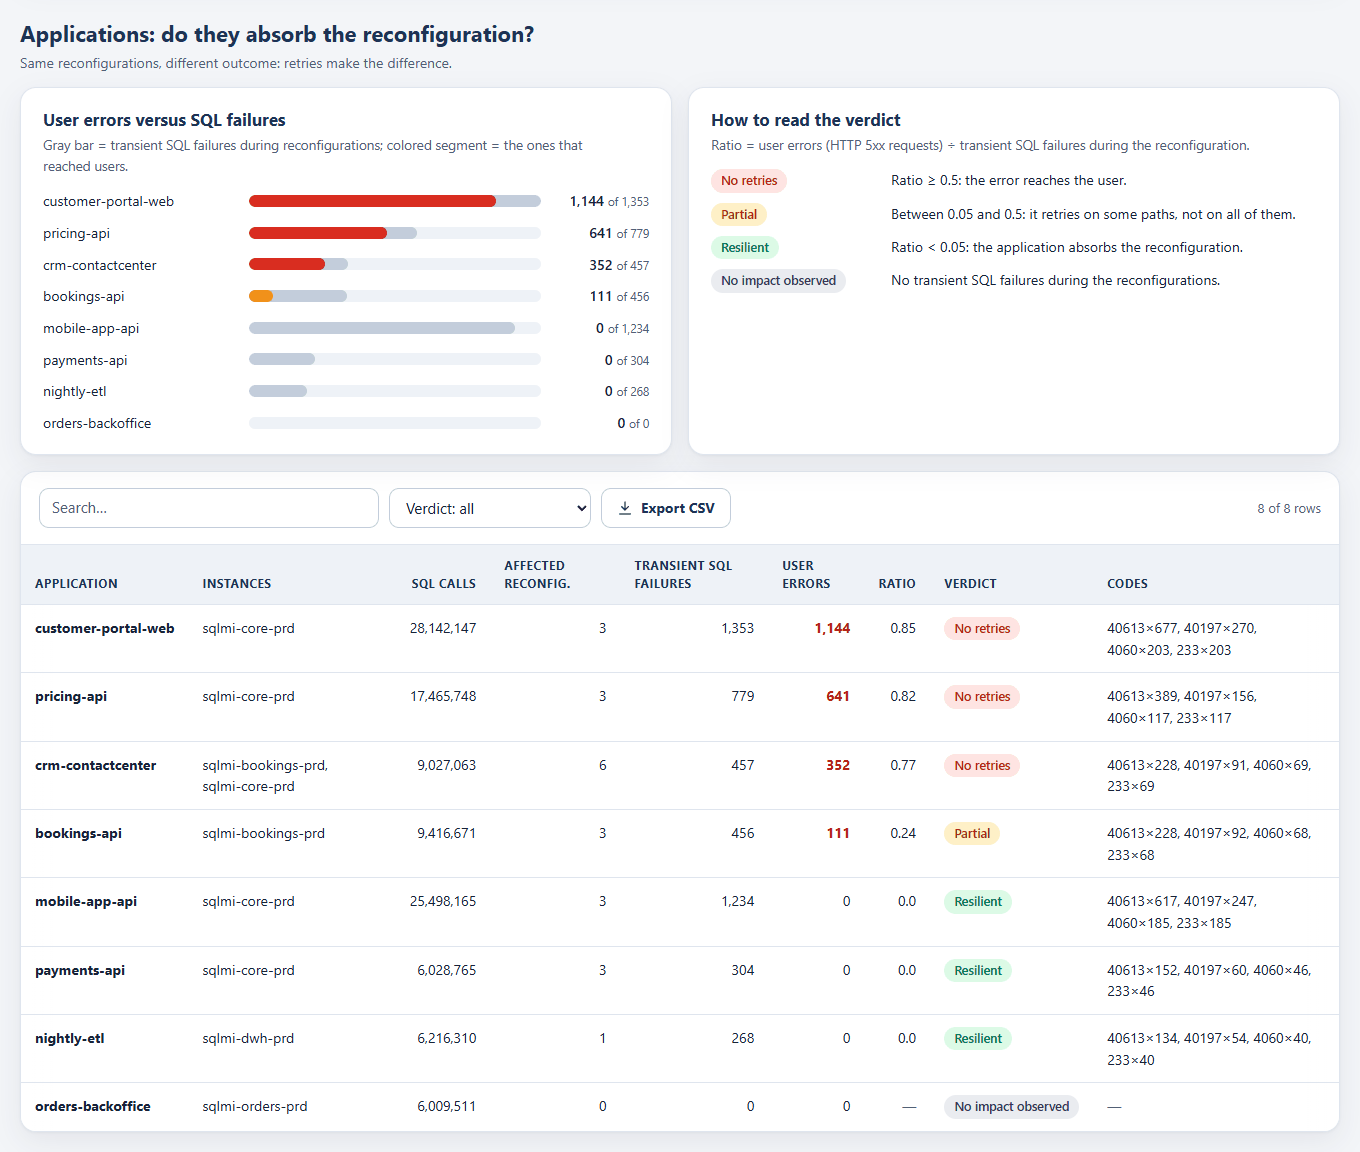 Applications: do they absorb the reconfiguration?
Same reconfigurations, different outcome: retries make the difference.
User errors versus SQL failures
Gray bar = transient SQL failures during reconfigurations; colored segment = the ones that
reached users.
customer-portal-web 1,144 of 1,353
pricing-api 641 of 779
crm-contactcenter 352 of 457
bookings-api 111 of 456
mobile-app-api 0 of 1,234
payments-api 0 of 304
nightly-etl 0 of 268
orders-backoffice 0 of 0
How to read the verdict
Ratio = user errors (HTTP 5xx requests) ÷ transient SQL failures during the reconfiguration.
No retries Ratio ≥ 0.5: the error reaches the user.
Partial Between 0.05 and 0.5: it retries on some paths, not on all of them.
Resilient Ratio < 0.05: the application absorbs the reconfiguration.
No impact observed No transient SQL failures during the reconfigurations.
Search... Verdict: all Export CSV 8 of 8 rows
AFFECTED TRANSIENT SQL USER
APPLICATION INSTANCES SQL CALLS RECONFIG. FAILURES ERRORS RATIO VERDICT CODES
customer-portal-web sqlmi-core-prd 28,142,147 3 1,353 1,144 0.85 No retries 40613×677, 40197×270,
4060×203, 233×203
pricing-api sqlmi-core-prd 17,465,748 3 779 641 0.82 No retries 40613×389, 40197×156,
4060×117, 233×117
crm-contactcenter sqlmi-bookings-prd, 9,027,063 6 457 352 0.77 No retries 40613×228, 40197×91, 4060×69,
sqlmi-core-prd 233×69
bookings-api sqlmi-bookings-prd 9,416,671 3 456 111 0.24 Partial 40613×228, 40197×92, 4060×68,
233×68
mobile-app-api sqlmi-core-prd 25,498,165 3 1,234 0 0.0 Resilient 40613×617, 40197×247,
4060×185, 233×185
payments-api sqlmi-core-prd 6,028,765 3 304 0 0.0 Resilient 40613×152, 40197×60, 4060×46,
233×46
nightly-etl sqlmi-dwh-prd 6,216,310 1 268 0 0.0 Resilient 40613×134, 40197×54, 4060×40,
233×40
orders-backoffice sqlmi-orders-prd 6,009,511 0 0 0 — No impact observed —